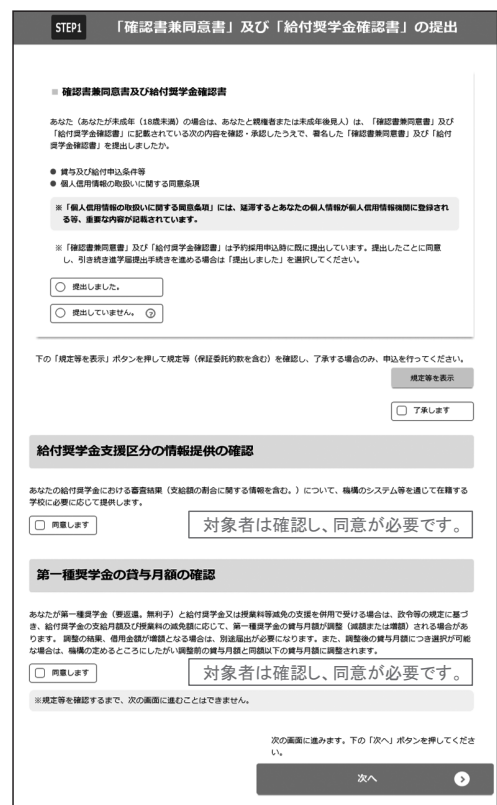 STEP1 「確認書兼同意書」及び「給付奨学金確認書」の提出
■ 確認書兼同意書及び給付奨学金確認書
あなた（あなたが未成年（18歳未満）の場合は、あなたと親権者または未成年後見人）は、「確認書兼同意書」及び
「給付奨学金確認書」に記載されている次の内容を確認・承認したうえで、署名した「確認書兼同意書」及び「給付
奨学金確認書」を提出しましたか。
● 貸与及び給付申込条件等
● 個人信用情報の取扱いに関する同意条項
※「個人信用情報の取扱いに関する同意条項」には、延滞するとあなたの個人情報が個人信用情報機関に登録され
る等、重要な内容が記載されています。
※「確認書兼同意書」及び「給付奨学金確認書」は予約採用申込時に既に提出しています。提出したことに同意
し、引き続き進学届提出手続きを進める場合は「提出しました」を選択してください。
提出しました。
提出していません。 ?
下の「規定等を表示」ボタンを押して規定等（保証委託約款を含む）を確認し、了承する場合のみ、申込を行ってください。
規定等を表示
了承します
給付奨学金支援区分の情報提供の確認
あなたの給付奨学金における審査結果（支給額の割合に関する情報を含む。）について、機構のシステム等を通じて在籍する
学校に必要に応じて提供します。
同意します 対象者は確認し、同意が必要です。
第一種奨学金の貸与月額の確認
あなたが第一種奨学金（要返還。無利子）と給付奨学金又は授業料等減免の支援を併用で受ける場合は、政令等の規定に基づ
き、給付奨学金の支給月額及び授業料の減免額に応じて、第一種奨学金の貸与月額が調整（減額または増額）される場合があ
ります。 調整の結果、借用金額が増額となる場合は、別途届出が必要になります。また、調整後の貸与月額につき選択が可能
な場合は、機構の定めるところにしたがい調整前の貸与月額と同額以下の貸与月額に調整されます。
同意します 対象者は確認し、同意が必要です。
※規定等を確認するまで、次の画面に進むことはできません。
次の画面に進みます。下の「次へ」ボタンを押してくださ
い。
次へ